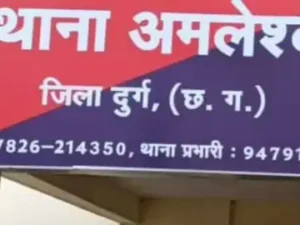 थाना अमलेश्व
जिला दुर्ग, (छ. ग.)
7826-214350, थाना प्रभारी : 94791